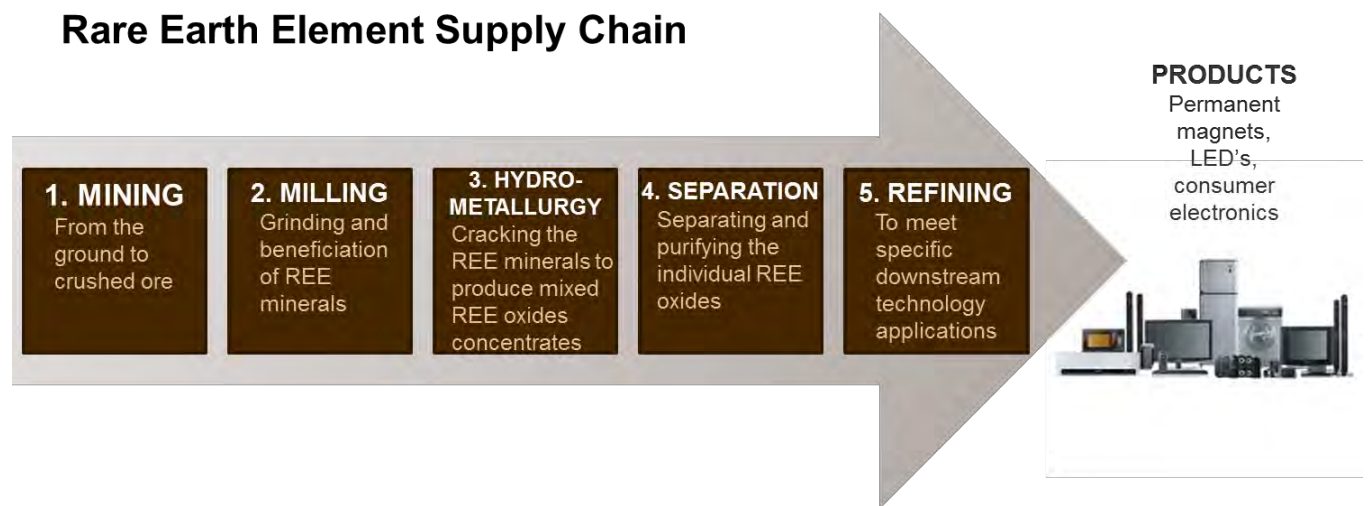 Rare Earth Element Supply Chain
1. MINING
From the
ground to
crushed ore
2. MILLING
Grinding and
beneficiation
of REE
minerals
3. HYDRO-
METALLURGY
Cracking the
REE minerals to
produce mixed
REE oxides
concentrates
4. SEPARATION
Separating and
purifying the
individual REE
oxides
5. REFINING
To meet
specific
downstream
technology
applications
PRODUCTS
Permanent
magnets,
LED's,
consumer
electronics